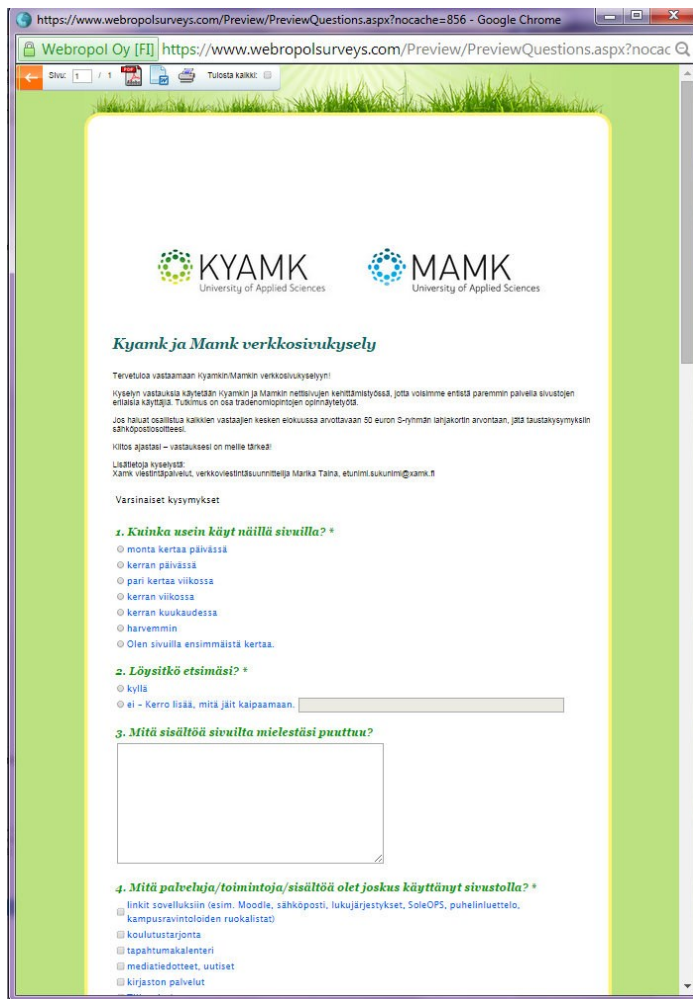 https://www.webropolsurveys.com/Preview/PreviewQuestions.aspx?nocache=856 - Google Chrome
Webropol Oy [FI] https://www.webropolsurveys.com/Preview/PreviewQuestions.aspx?nocac
Sivu: 1 / 1 Tulosta kaikki:
KYAMK
University of Applied Sciences
MAMK
University of Applied Sciences
Kyamk ja Mamk verkkosivukysely
Tervetuloa vastaamaan Kyamkin/Mamkin verkkosivukyselyyn!
Kyselyn vastauksia käytetään Kyamkin ja Mamkin nettisivujen kehittämistyössä, jotta voisimme entistä paremmin palvella sivustojen
erilaisia käyttäjiä. Tutkimus on osa tradenomiopintojen opinnäytetyötä.
Jos haluat osallistua kaikkien vastaajien kesken elokuussa arvottavaan 50 euron S-ryhmän lahjakortin arvontaan, jätä taustakysymyksiin
sähköpostiosoitteesi.
Kiitos ajastasi – vastauksesi on meille tärkeä!
Lisätietoja kyselystä:
Xamk viestintäpalvelut, verkkoviestintäsuunnittelija Marika Taina, etunimi.sukunimi@xamk.fi
Varsinaiset kysymykset
1. Kuinka usein käyt näillä sivuilla? *
monta kertaa päivässä
kerran päivässä
pari kertaa viikossa
kerran viikossa
kerran kuukaudessa
harvemmin
Olen sivuilla ensimmäistä kertaa.
2. Löysitkö etsimäsi? *
kyllä
ei – Kerro lisää, mitä jäit kaipaamaan.
3. Mitä sisältöä sivuilta mielestäsi puuttuu?
4. Mitä palveluja/toimintoja/sisältöä olet joskus käyttänyt sivustolla? *
linkit sovelluksiin (esim. Moodle, sähköposti, lukujärjestykset, SoleOPS, puhelinluettelo,
kampusravintoloiden ruokalistat)
koulutustarjonta
tapahtumakalenteri
mediatiedotteet, uutiset
kirjaston palvelut